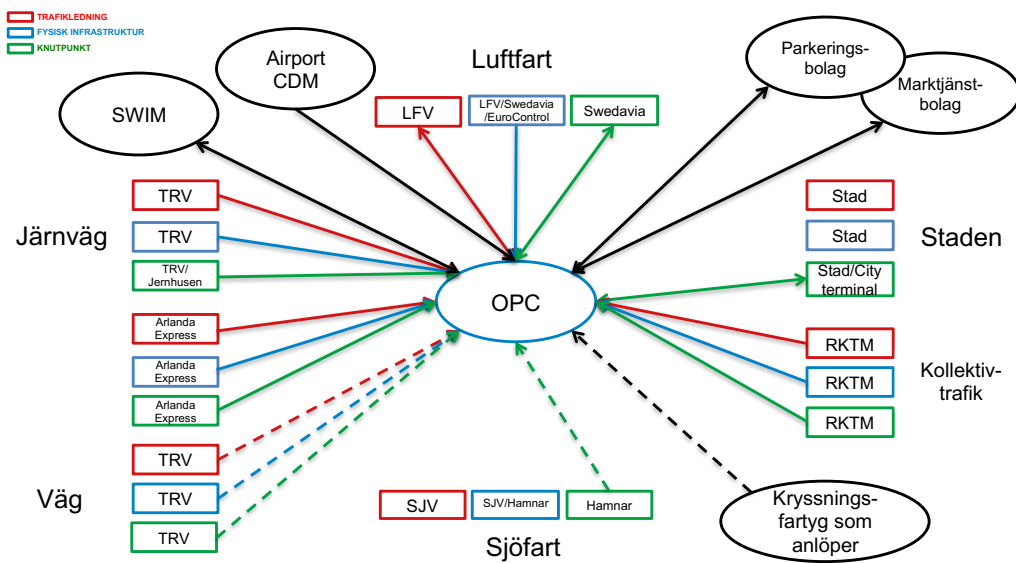 TRAFIKLEDNING
FYSISK INFRASTRUKTUR
KNUTPUNKT
Airport
CDM
SWIM
Luftfart
LFV
LFV/Swedavia
/EuroControl
Swedavia
Parkerings-
bolag
Marktjänst-
bolag
Järnväg
TRV
TRV
TRV/
Jernhusen
Arlanda
Express
Arlanda
Express
Arlanda
Express
Väg
TRV
TRV
TRV
OPC
Stad
Stad
Stad/City
terminal
Staden
RKTM
RKTM
RKTM
Kollektiv-
trafik
SJV
SJV/Hamnar
Hamnar
Sjöfart
Kryssnings-
fartyg som
anlöper